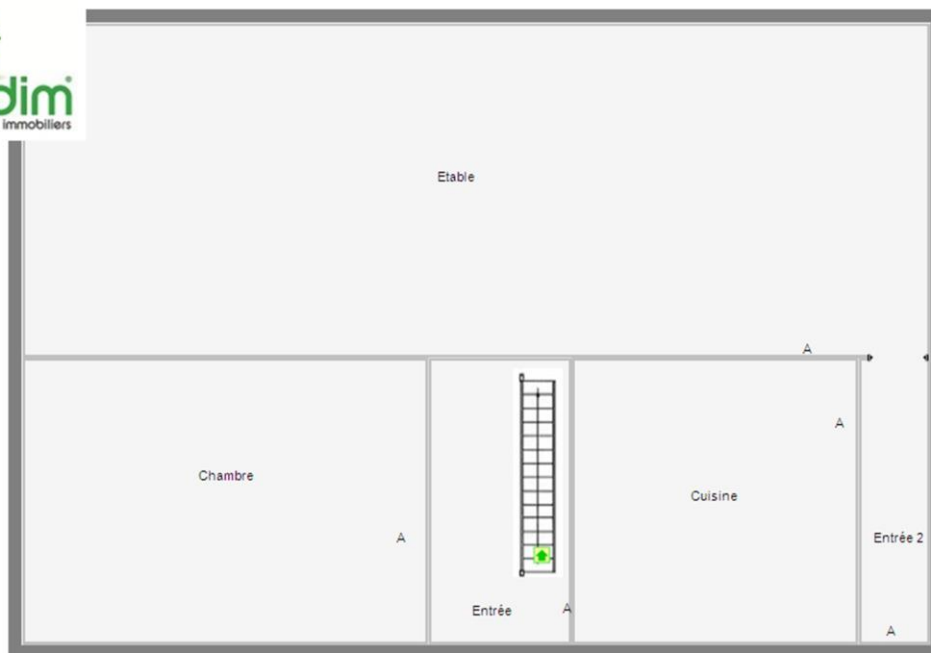 dim
immobiliers
Etable
A
A
Chambre
Cuisine
A
Entrée 2
Entrée
A
A